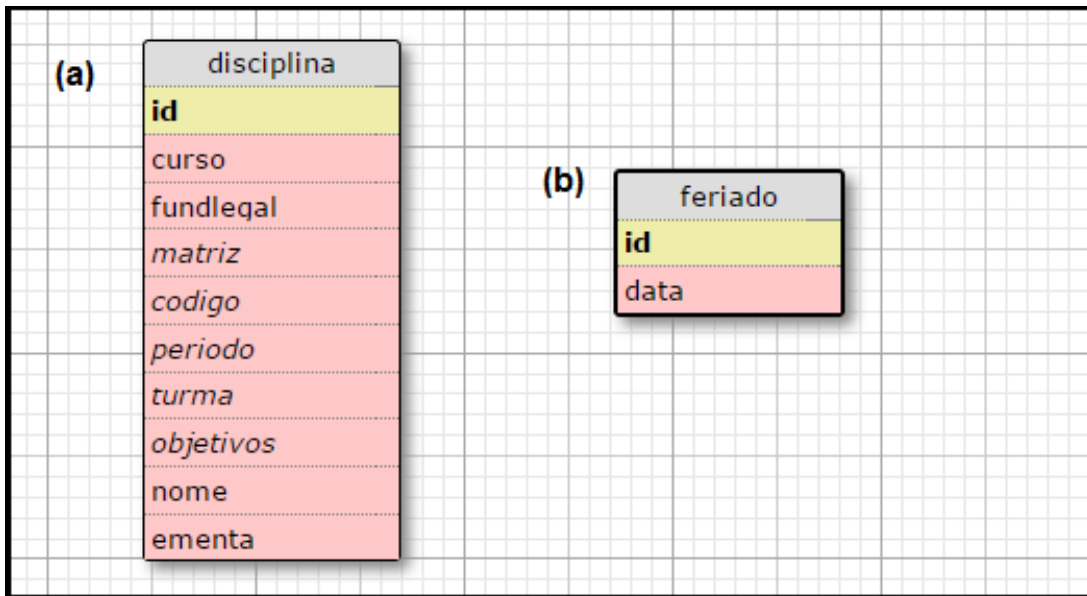 (a)
disciplina
id
curso
fundlegal
matriz
codigo
periodo
turma
objetivos
nome
ementa
(b)
feriado
id
data